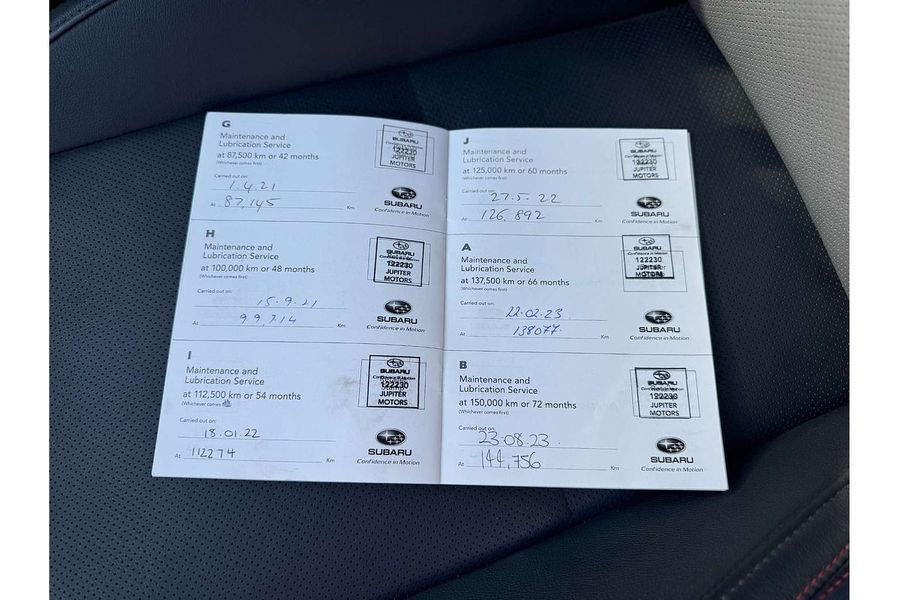 G
Maintenance and
Lubrication Service
at 87,500 km or 42 months
(Whichever comes first)
Carried out on:
1.4.21
At 87,145 Km
SUBARU
122230
JUPITER
MOTORS
SUBARU
Confidence in Motion
H
Maintenance and
Lubrication Service
at 100,000 km or 48 months
(Whichever comes first)
Carried out on:
15.9.21
At 99,214 Km
SUBARU
122230
JUPITER
MOTORS
SUBARU
Confidence in Motion
I
Maintenance and
Lubrication Service
at 112,500 km or 54 months
(Whichever comes
Carried out on:
18.01.22
At 112274 Km
SUBARU
122230
JUPITER
MOTORS
SUBARU
Confidence in Motion
J
Maintenance and
Lubrication Service
at 125,000 km or 60 months
(Whichever comes first)
Carried out on:
27.5.22
At 126,892 Km
SUBARU
122230
JUPITER
MOTORS
SUBARU
Confidence in Motion
A
Maintenance and
Lubrication Service
at 137,500 km or 66 months
(Whichever comes first)
Carried out on:
22.02.23
At 138077. Km
SUBARU
122230
JUPITER
MOTORS
SUBARU
Confidence in Motion
B
Maintenance and
Lubrication Service
at 150,000 km or 72 months
(Whichever comes first)
Carried out on:
23.08.23.
At 144,756 Km
SUBARU
122230
JUPITER
MOTORS
SUBARU
Confidence in Motion